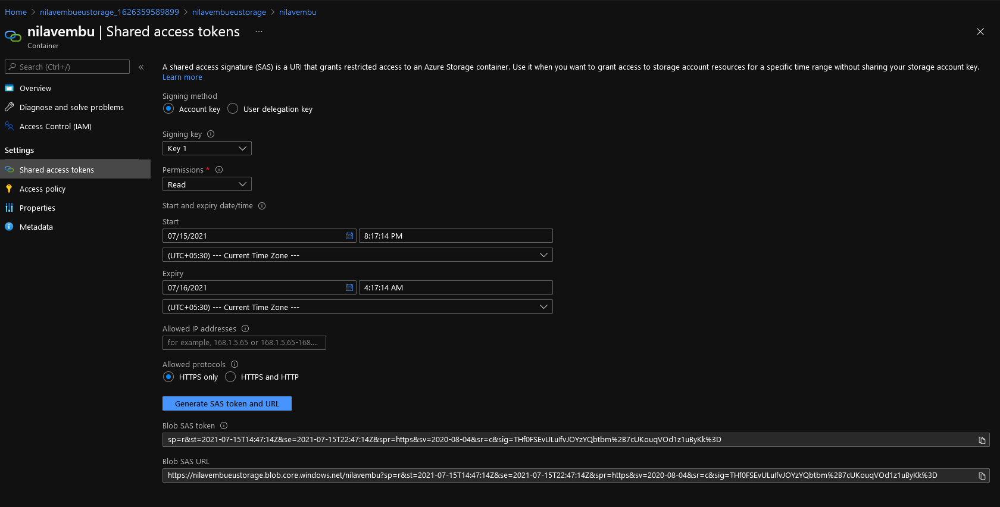 Home > nilavembueustorage_1626359589899 > nilavembueustorage > nilavembu
nilavembu | Shared access tokens ...
Container
Search (Ctrl+/) «
Overview
Diagnose and solve problems
Access Control (IAM)
Settings
Shared access tokens
Access policy
Properties
Metadata
A shared access signature (SAS) is a URI that grants restricted access to an Azure Storage container. Use it when you want to grant access to storage account resources for a specific time range without sharing your storage account key.
Learn more
Signing method
Account key User delegation key
Signing key
Key 1
Permissions *
Read
Start and expiry date/time
Start
07/15/2021 8:17:14 PM
(UTC+05:30) --- Current Time Zone ---
Expiry
07/16/2021 4:17:14 AM
(UTC+05:30) --- Current Time Zone ---
Allowed IP addresses
for example, 168.1.5.65 or 168.1.5.65-168....
Allowed protocols
HTTPS only HTTPS and HTTP
Generate SAS token and URL
Blob SAS token
sp=r&st=2021-07-15T14:47:14Z&se=2021-07-15T22:47:14Z&spr=https&sv=2020-08-04&sr=c&sig=THf0FSEvULuIfvJOYzYQbtbm%2B7cUKouqVOd1z1uByKk%3D
Blob SAS URL
https://nilavembueustorage.blob.core.windows.net/nilavembu?sp=r&st=2021-07-15T14:47:14Z&se=2021-07-15T22:47:14Z&spr=https&sv=2020-08-04&sr=c&sig=THf0FSEvULuIfvJOYzYQbtbm%2B7cUKouqVOd1z1uByKk%3D